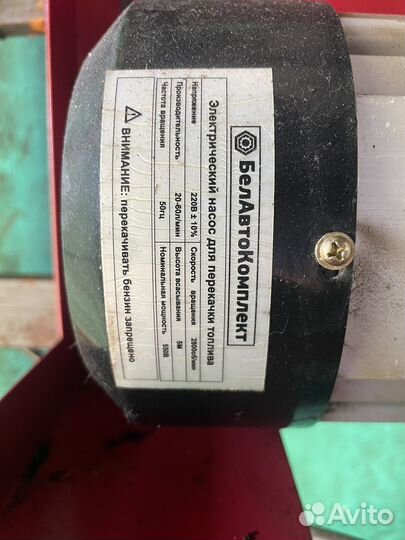 БелАвтоКомплект
Электрический насос для перекачки топлива
Напряжение 220В ± 10% Скорость вращения 2800об/мин
Производительность 20-60л/мин Высота всасывания 5М
Частота вращения 50гц Номинальная мощность 550В
ВНИМАНИЕ: перекачивать бензин запрещено
Avito